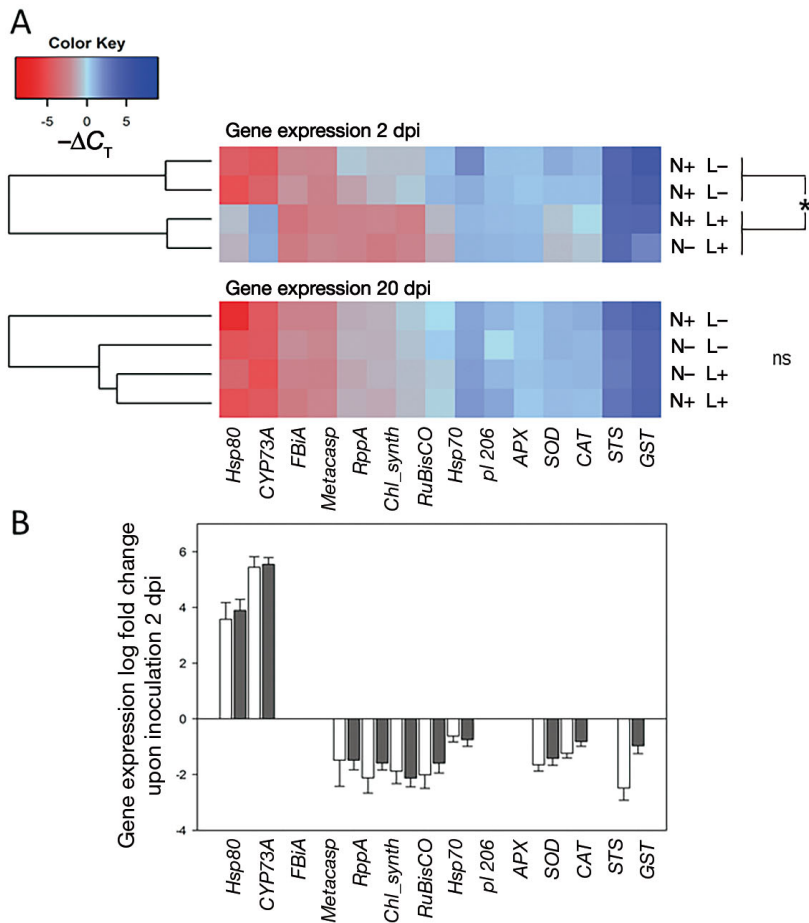 A
Color Key
-5 0 5
–ΔCT
Gene expression 2 dpi
N+ L–
N+ L–
N+ L+
N– L+
*
Gene expression 20 dpi
N+ L–
N– L–
N– L+
N+ L+
ns
Hsp80
CYP73A
FBiA
Metacasp
RppA
Chl_synth
RuBisCO
Hsp70
pI 206
APX
SOD
CAT
STS
GST
B
Gene expression log fold change
upon inoculation 2 dpi
6
4
2
0
-2
-4
Hsp80
CYP73A
FBiA
Metacasp
RppA
Chl_synth
RuBisCO
Hsp70
pI 206
APX
SOD
CAT
STS
GST